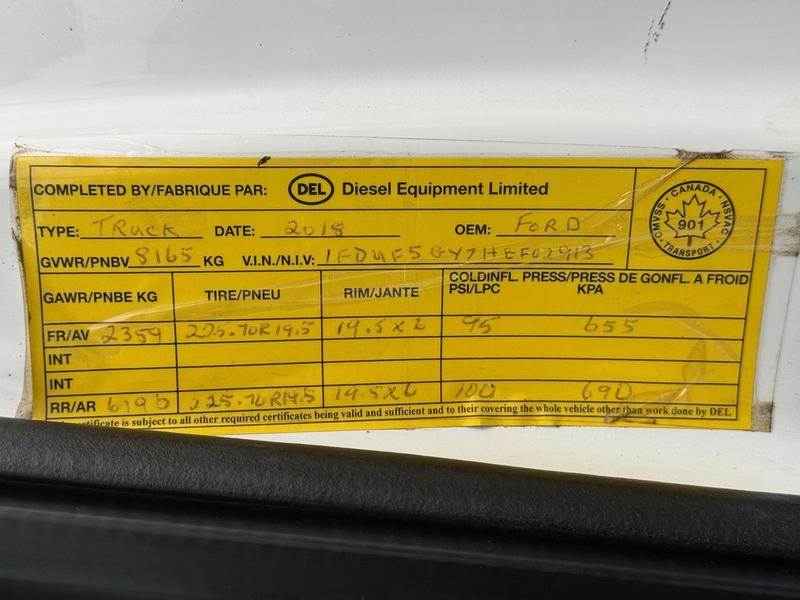 COMPLETED BY/FABRIQUE PAR: DEL Diesel Equipment Limited
TYPE: TRUCK DATE: 2018 OEM: FORD
GVWR/PNBV 8165 KG V.I.N./N.I.V: 1FDUF5GY7HEF02913
CMVSS · CANADA · NSVAC 901 TRANSPORT
GAWR/PNBE KG TIRE/PNEU RIM/JANTE COLDINFL. PRESS/PRESS DE GONFL. A FROID
PSI/LPC KPA
FR/AV 2359 225.70R19.5 19.5x6 95 655
INT
INT
RR/AR 225.70R19.5 19.5x6 100 690
certificate is subject to all other required certificates being valid and sufficient and to their covering the whole vehicle other than work done by DEL